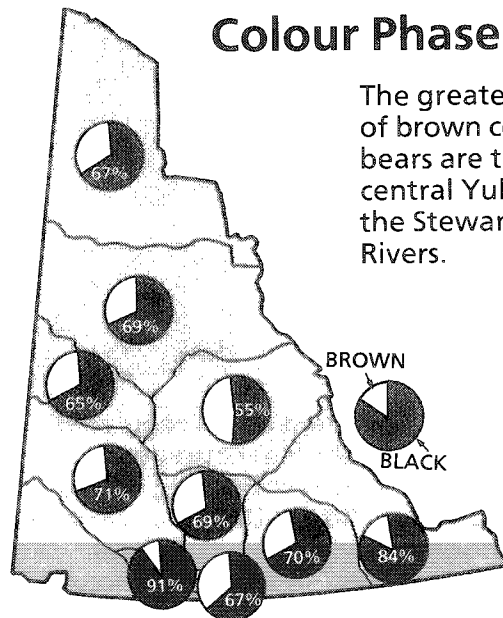 Colour Phase
The greate
of brown c
bears are t
central Yu
the Stewar
Rivers.
67%
69%
BROWN
65%
55%
BLACK
71%
69%
70%
84%
91%
67%